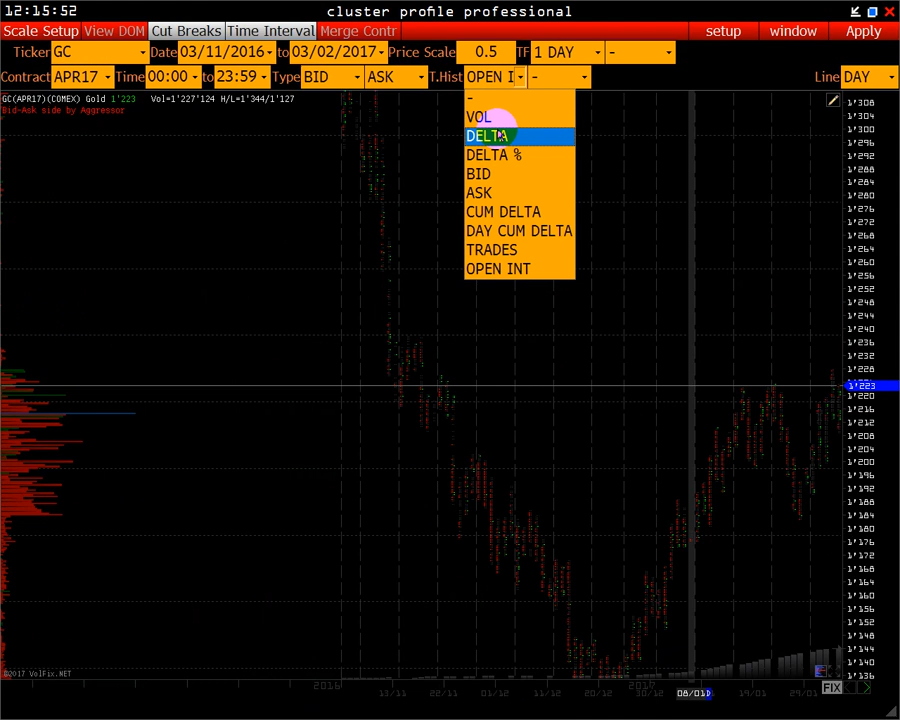 12:15:52 cluster profile professional
Scale Setup View DOM Cut Breaks Time Interval Merge Contr setup window Apply
Ticker GC Date 03/11/2016 to 03/02/2017 Price Scale 0.5 TF 1 DAY -
Contract APR17 Time 00:00 to 23:59 Type BID ASK T.Hist OPEN I - Line DAY
GC(APR17)(COMEX) Gold 1'223 Vol=1'227'124 H/L=1'344/1'127
Bid-Ask side by Aggressor
-
VOL
DELTA
DELTA %
BID
ASK
CUM DELTA
DAY CUM DELTA
TRADES
OPEN INT
1'308
1'304
1'300
1'296
1'292
1'288
1'284
1'280
1'276
1'272
1'268
1'264
1'260
1'256
1'252
1'248
1'244
1'240
1'236
1'232
1'228
1'223
1'220
1'216
1'212
1'208
1'204
1'200
1'196
1'192
1'188
1'184
1'180
1'176
1'172
1'168
1'164
1'160
1'156
1'152
1'148
1'144
1'140
1'136
©2017 VolFix.NET
FIX
2016 2017
13/11 22/11 01/12 11/12 20/12 30/12 08/01 19/01 29/01